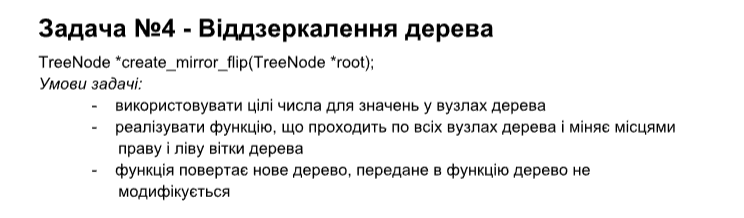 Задача №4 - Віддзеркалення дерева
TreeNode *create_mirror_flip(TreeNode *root);
Умови задачі:
- використовувати цілі числа для значень у вузлах дерева
- реалізувати функцію, що проходить по всіх вузлах дерева і міняє місцями
праву і ліву вітки дерева
- функція повертає нове дерево, передане в функцію дерево не
модифікується